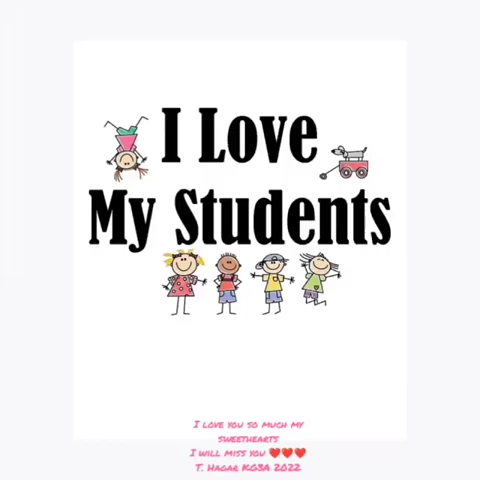 I Love
My Students
I love you so much my
sweethearts
I will miss you ❤️❤️❤️
T. Hagar KG3A 2022